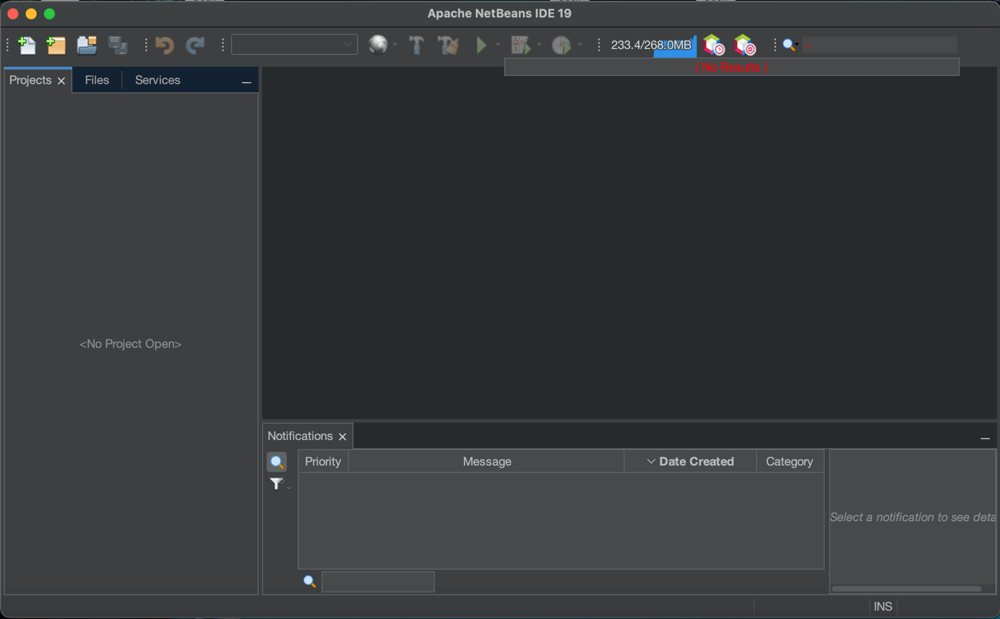 Apache NetBeans IDE 19
233.4/268.0MB
( No Results )
Projects Files Services
<No Project Open>
Notifications
Priority Message Date Created Category
Select a notification to see deta
INS